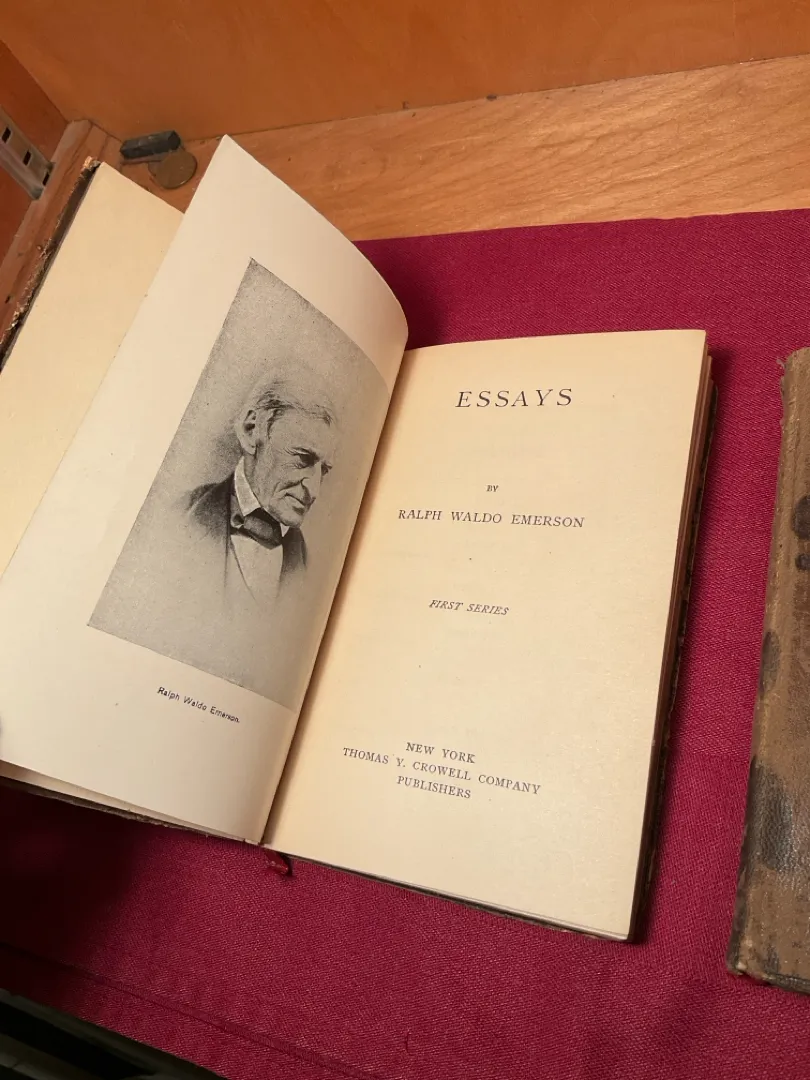 Ralph Waldo Emerson.
ESSAYS
BY
RALPH WALDO EMERSON
FIRST SERIES
NEW YORK
THOMAS Y. CROWELL COMPANY
PUBLISHERS